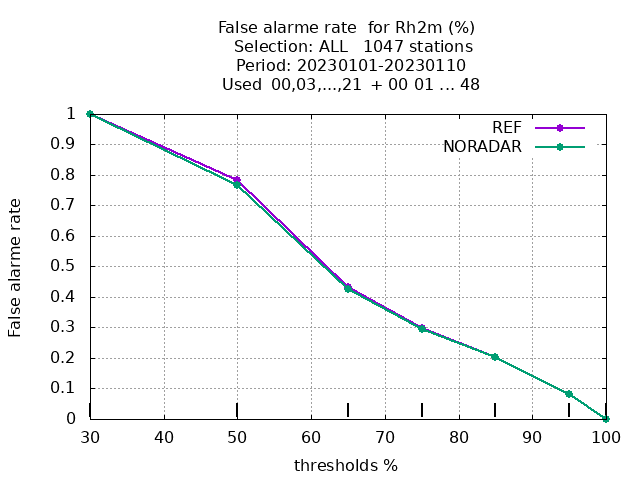 False alarme rate  for Rh2m (%)
Selection: ALL   1047 stations
Period: 20230101-20230110
Used  00,03,...,21  + 00 01 ... 48
REF
NORADAR
1
0.9
0.8
0.7
0.6
0.5
0.4
0.3
0.2
0.1
0
False alarme rate
30 40 50 60 70 80 90 100
thresholds %